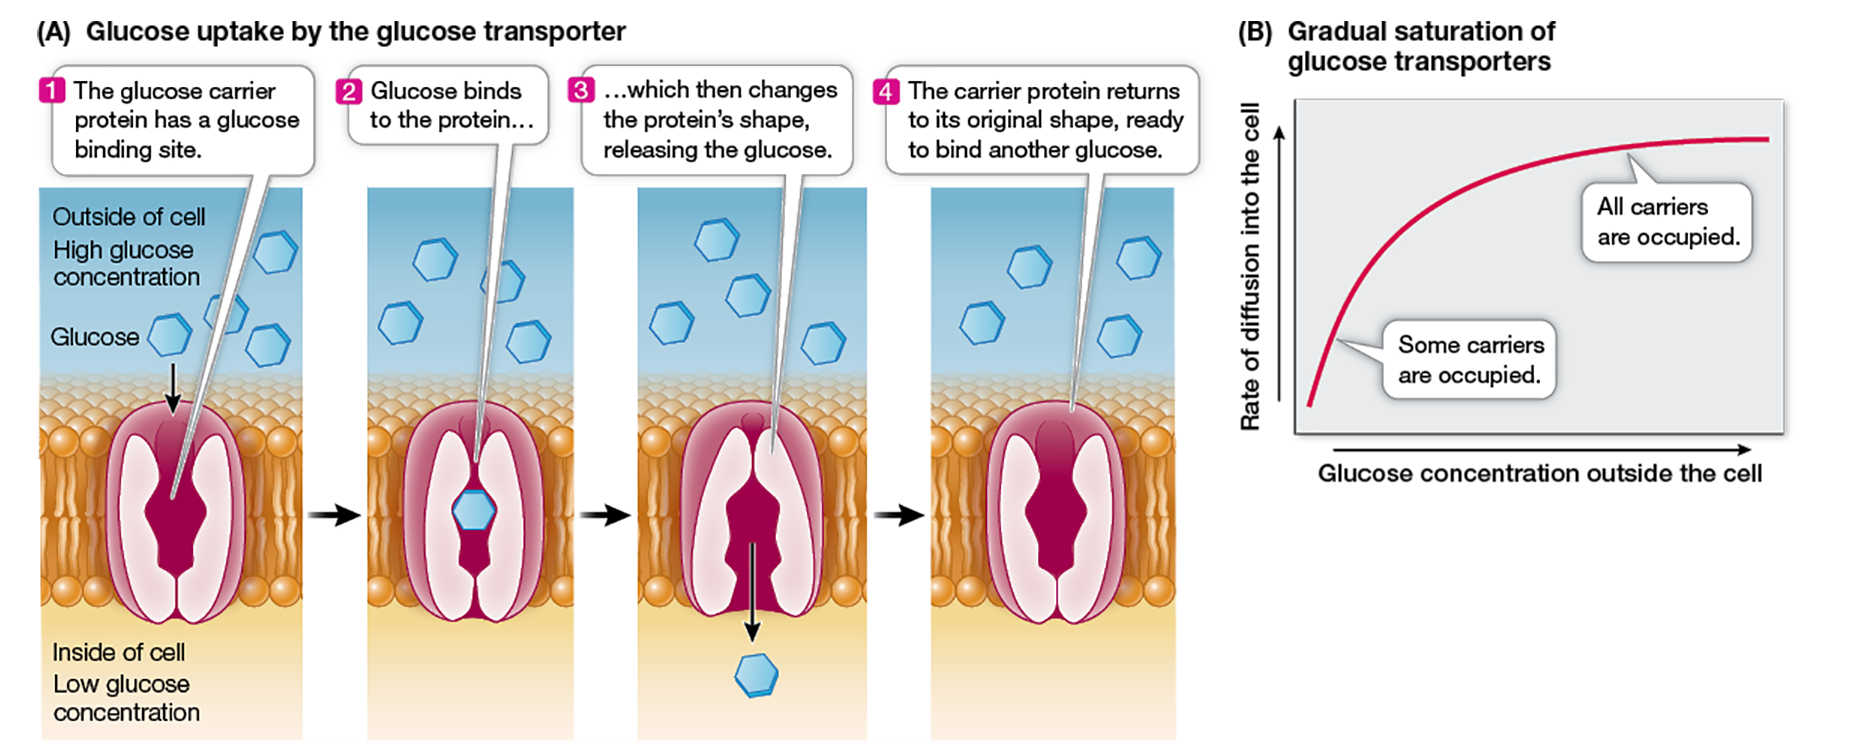 (A) Glucose uptake by the glucose transporter
1 The glucose carrier
protein has a glucose
binding site.
2 Glucose binds
to the protein…
3 …which then changes
the protein’s shape,
releasing the glucose.
4 The carrier protein returns
to its original shape, ready
to bind another glucose.
Outside of cell
High glucose
concentration
Glucose
Inside of cell
Low glucose
concentration
(B) Gradual saturation of
glucose transporters
Rate of diffusion into the cell
All carriers
are occupied.
Some carriers
are occupied.
Glucose concentration outside the cell